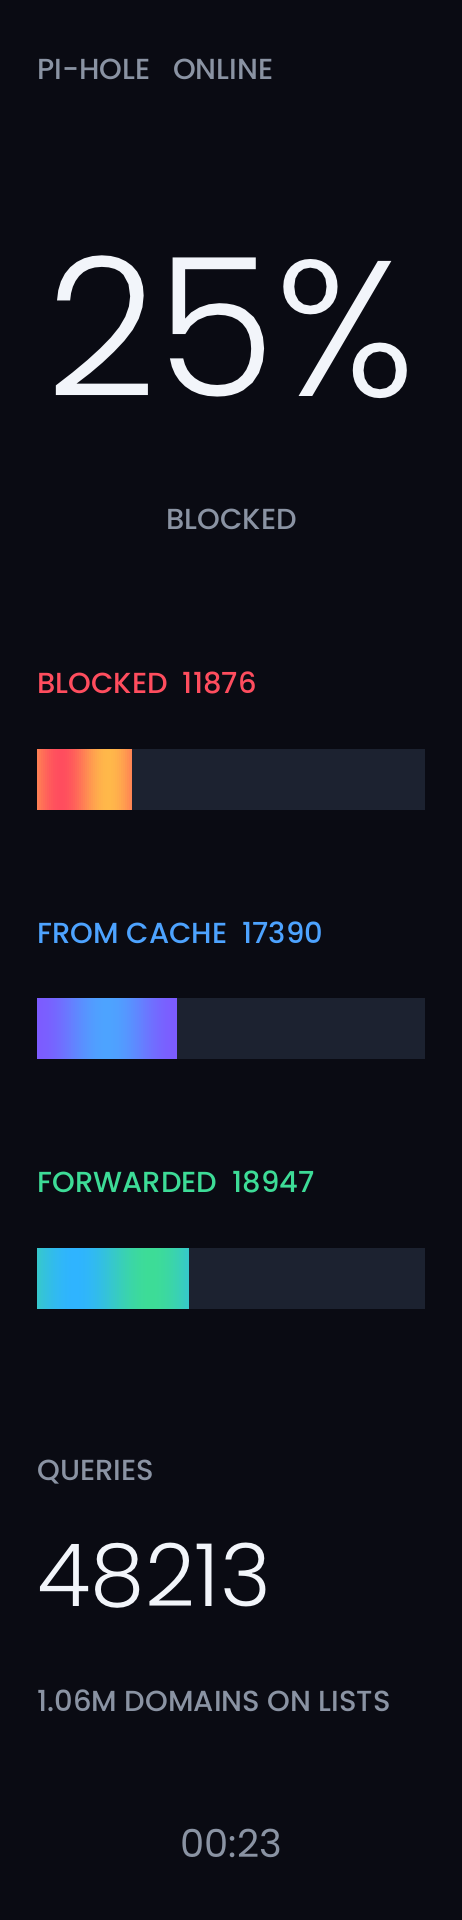 PI-HOLE ONLINE
25%
BLOCKED
BLOCKED 11876
FROM CACHE 17390
FORWARDED 18947
QUERIES
48213
1.06M DOMAINS ON LISTS
00:23